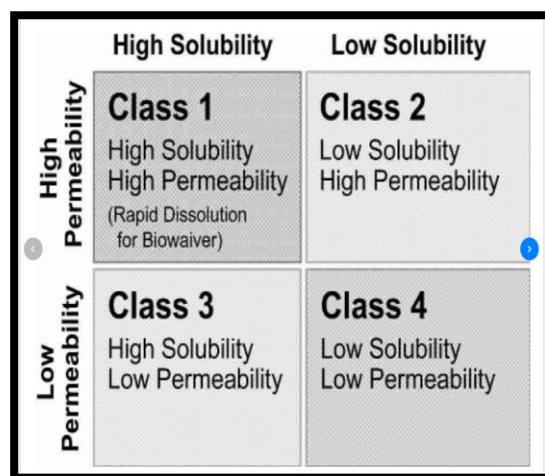 High Solubility
Low Solubility
High
Permeability
Class 1
High Solubility
High Permeability
(Rapid Dissolution
for Biowaiver)
Class 2
Low Solubility
High Permeability
Low
Permeability
Class 3
High Solubility
Low Permeability
Class 4
Low Solubility
Low Permeability